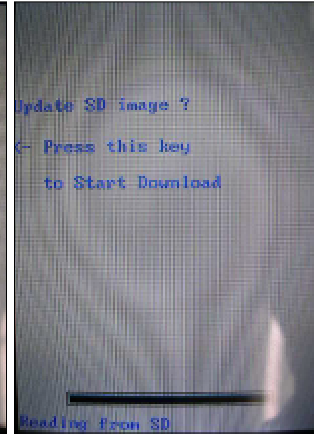 Update SD image ?
<- Press this key
to Start Download
Reading from SD